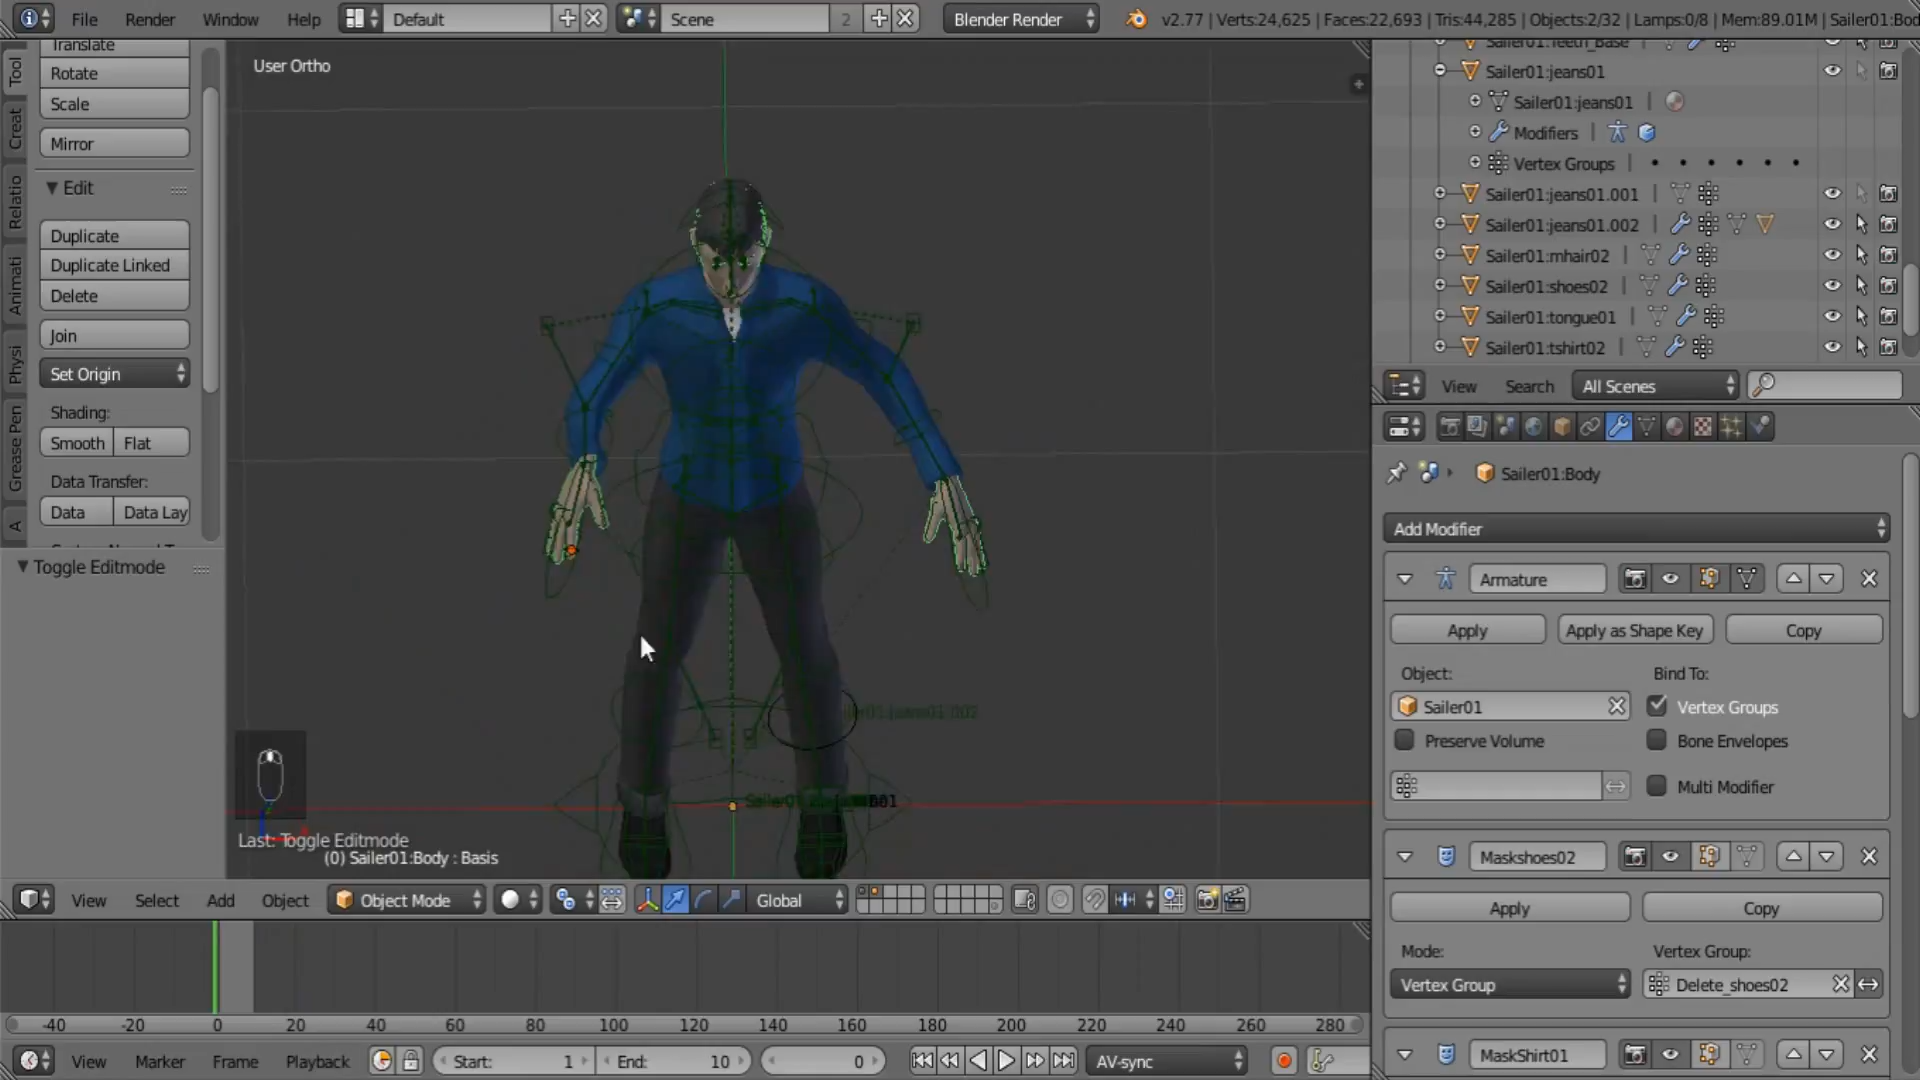 File Render Window Help Default Scene 2 Blender Render v2.77 | Verts:24,625 | Faces:22,693 | Tris:44,285 | Objects:2/32 | Lamps:0/8 | Mem:89.01M | Sailer01:Bo
Translate
Rotate
Scale
Mirror
Edit
Duplicate
Duplicate Linked
Delete
Join
Set Origin
Shading:
Smooth Flat
Data Transfer:
Data Data Lay
Toggle Editmode
Tool
Creat
Relatio
Animati
Physi
Grease Pen
A
User Ortho
Last: Toggle Editmode
(0) Sailer01:Body : Basis
View Select Add Object Object Mode Global
-40 -20 0 20 40 60 80 100 120 140 160 180 200 220 240 260 280
View Marker Frame Playback Start: 1 End: 10 0 AV-sync
Sailer01:Teeth_Base
Sailer01:jeans01
Sailer01:jeans01
Modifiers
Vertex Groups
Sailer01:jeans01.001
Sailer01:jeans01.002
Sailer01:mhair02
Sailer01:shoes02
Sailer01:tongue01
Sailer01:tshirt02
View Search All Scenes
Sailer01:Body
Add Modifier
Armature
Apply Apply as Shape Key Copy
Object: Bind To:
Sailer01 Vertex Groups
Preserve Volume Bone Envelopes
Multi Modifier
Maskshoes02
Apply Copy
Mode: Vertex Group:
Vertex Group Delete_shoes02
MaskShirt01